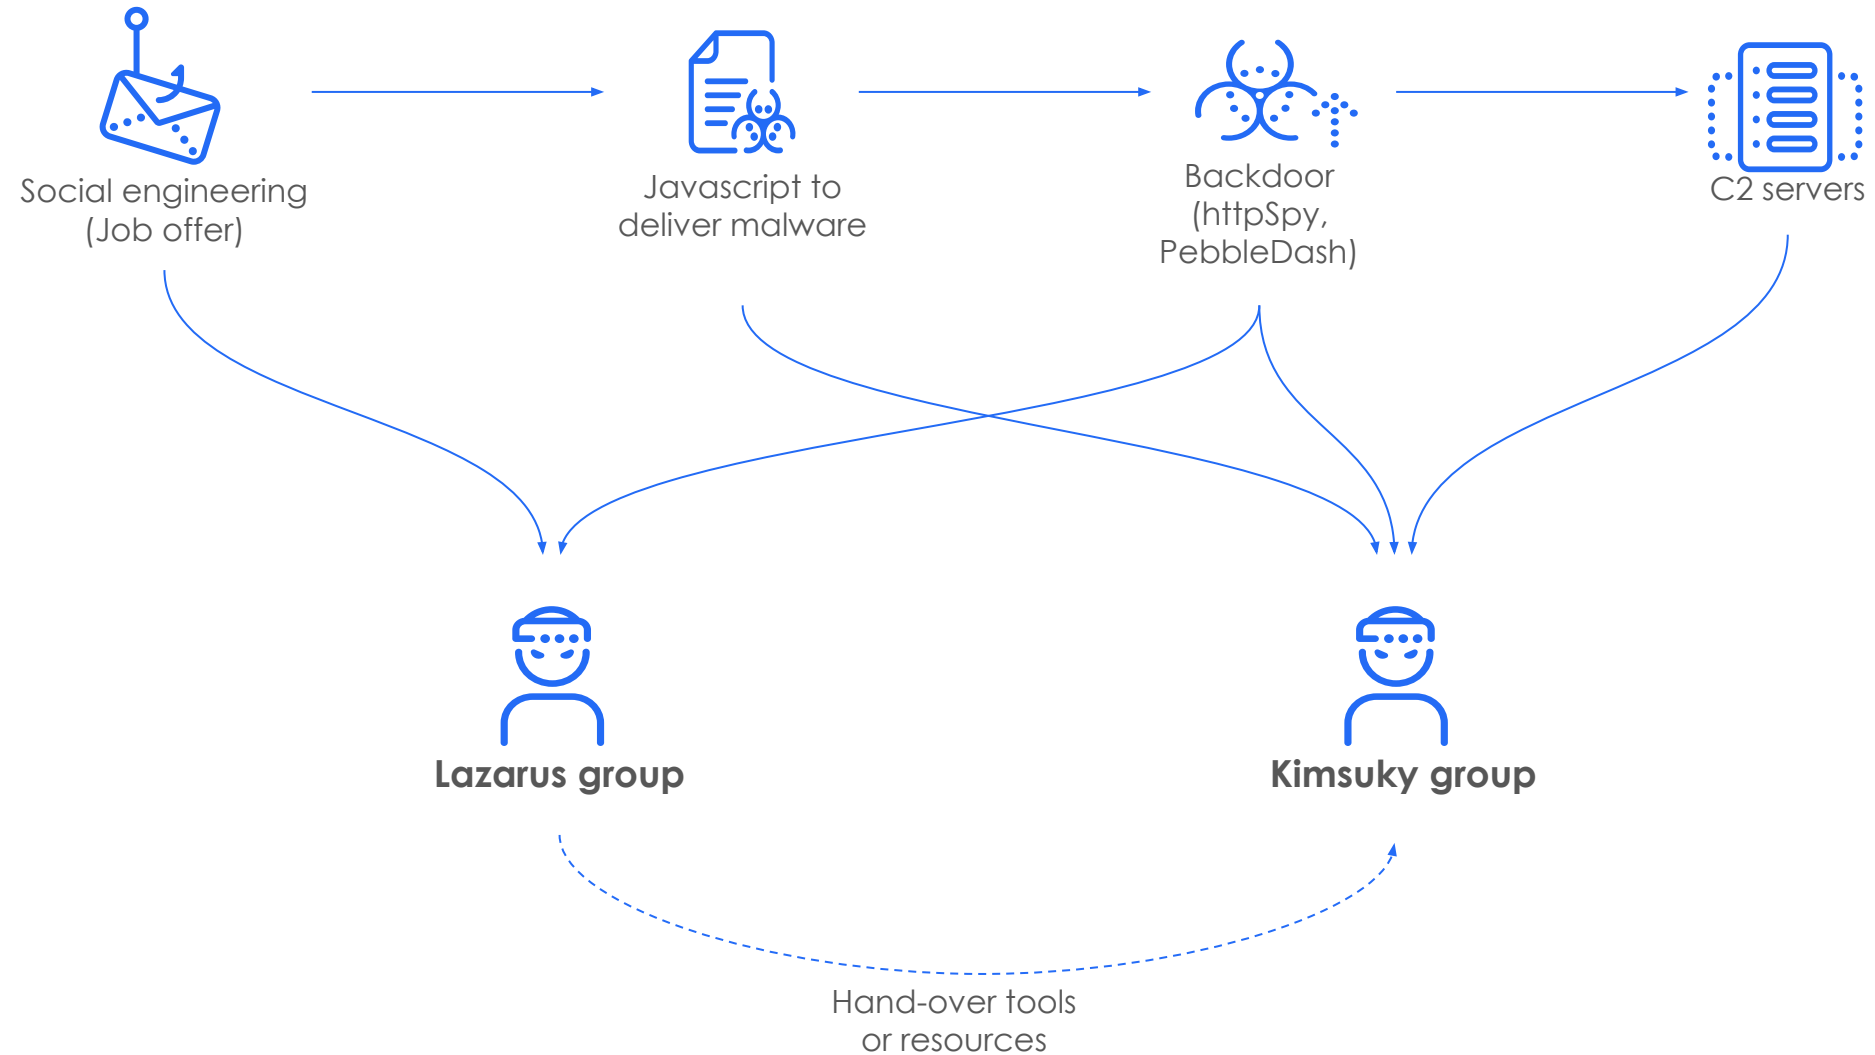 Social engineering
(Job offer)
Javascript to
deliver malware
Backdoor
(httpSpy,
PebbleDash)
C2 servers
Lazarus group
Kimsuky group
Hand-over tools
or resources